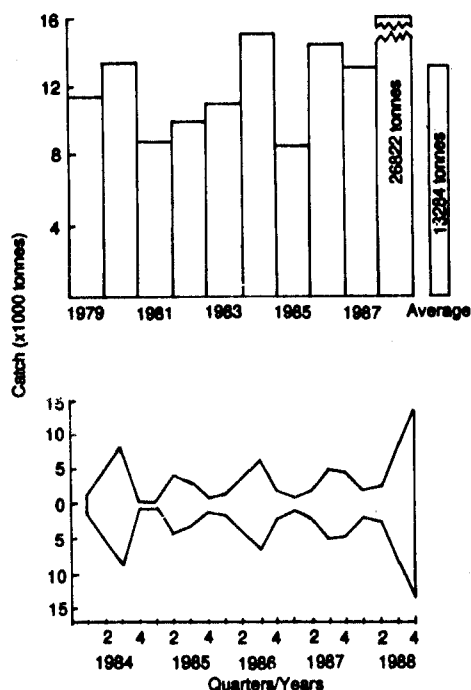 16
12
8
4
26822 tonnes
13284 tonnes
1979 1981 1983 1985 1987 Average
Catch (x1000 tonnes)
15
10
5
0
5
10
15
2 4 2 4 2 4 2 4 2 4
1984 1985 1986 1987 1988
Quarters/Years